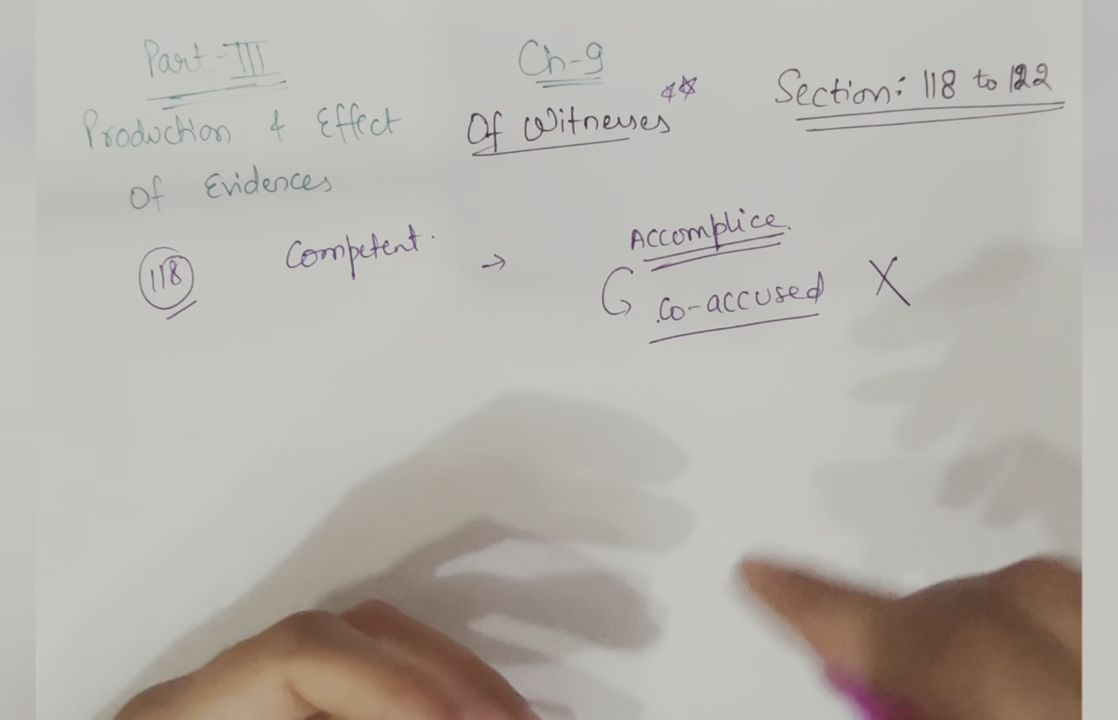 Part-III
Production & Effect
Of Evidences
Ch-9
Of Witnesses **
Section: 118 to 122
118 Competent. → Accomplice.
Co-accused X